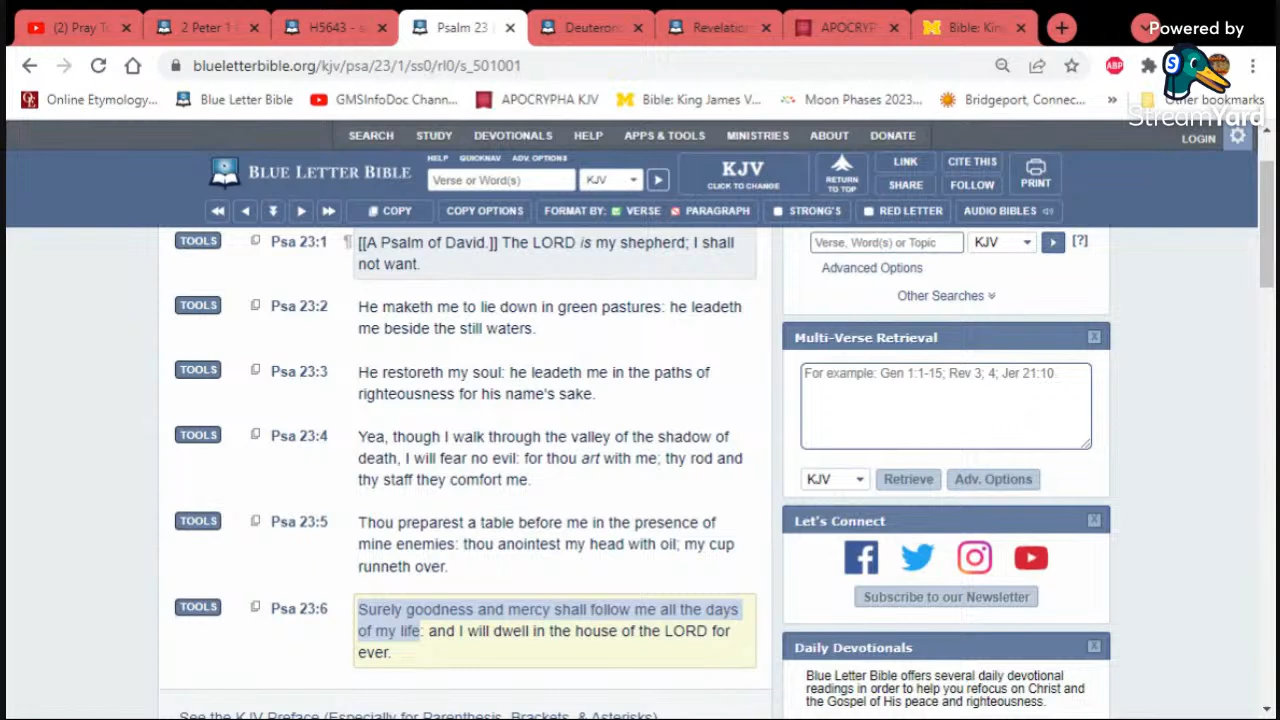 (2) Pray T
2 Peter 1
H5643 - s
Psalm 23
Deuteron
Revelation
APOCRYP
Bible: Kin
Powered by
blueletterbible.org/kjv/psa/23/1/ss0/rl0/s_501001
ABP
StreamYard
Online Etymology...
Blue Letter Bible
GMSInfoDoc Chann...
APOCRYPHA KJV
Bible: King James V...
Moon Phases 2023...
Bridgeport, Connec...
»
Other bookmarks
SEARCH STUDY DEVOTIONALS HELP APPS & TOOLS MINISTRIES ABOUT DONATE
LOGIN
BLUE LETTER BIBLE
HELP QUICKNAV ADV. OPTIONS
Verse or Word(s)
KJV
KJV
CLICK TO CHANGE
RETURN
TO TOP
LINK
CITE THIS
SHARE
FOLLOW
PRINT
COPY COPY OPTIONS FORMAT BY: VERSE PARAGRAPH STRONG'S RED LETTER AUDIO BIBLES
TOOLS Psa 23:1 ¶ [[A Psalm of David.]] The LORD is my shepherd; I shall
not want.
TOOLS Psa 23:2 He maketh me to lie down in green pastures: he leadeth
me beside the still waters.
TOOLS Psa 23:3 He restoreth my soul: he leadeth me in the paths of
righteousness for his name's sake.
TOOLS Psa 23:4 Yea, though I walk through the valley of the shadow of
death, I will fear no evil: for thou art with me; thy rod and
thy staff they comfort me.
TOOLS Psa 23:5 Thou preparest a table before me in the presence of
mine enemies: thou anointest my head with oil; my cup
runneth over.
TOOLS Psa 23:6 Surely goodness and mercy shall follow me all the days
of my life: and I will dwell in the house of the LORD for
ever.
See the KJV Preface (Especially for Parenthesis, Brackets, & Asterisks)
Verse, Word(s) or Topic KJV [?]
Advanced Options
Other Searches
Multi-Verse Retrieval X
For example: Gen 1:1-15; Rev 3; 4; Jer 21:10
KJV Retrieve Adv. Options
Let's Connect X
Subscribe to our Newsletter
Daily Devotionals X
Blue Letter Bible offers several daily devotional
readings in order to help you refocus on Christ and
the Gospel of His peace and righteousness.